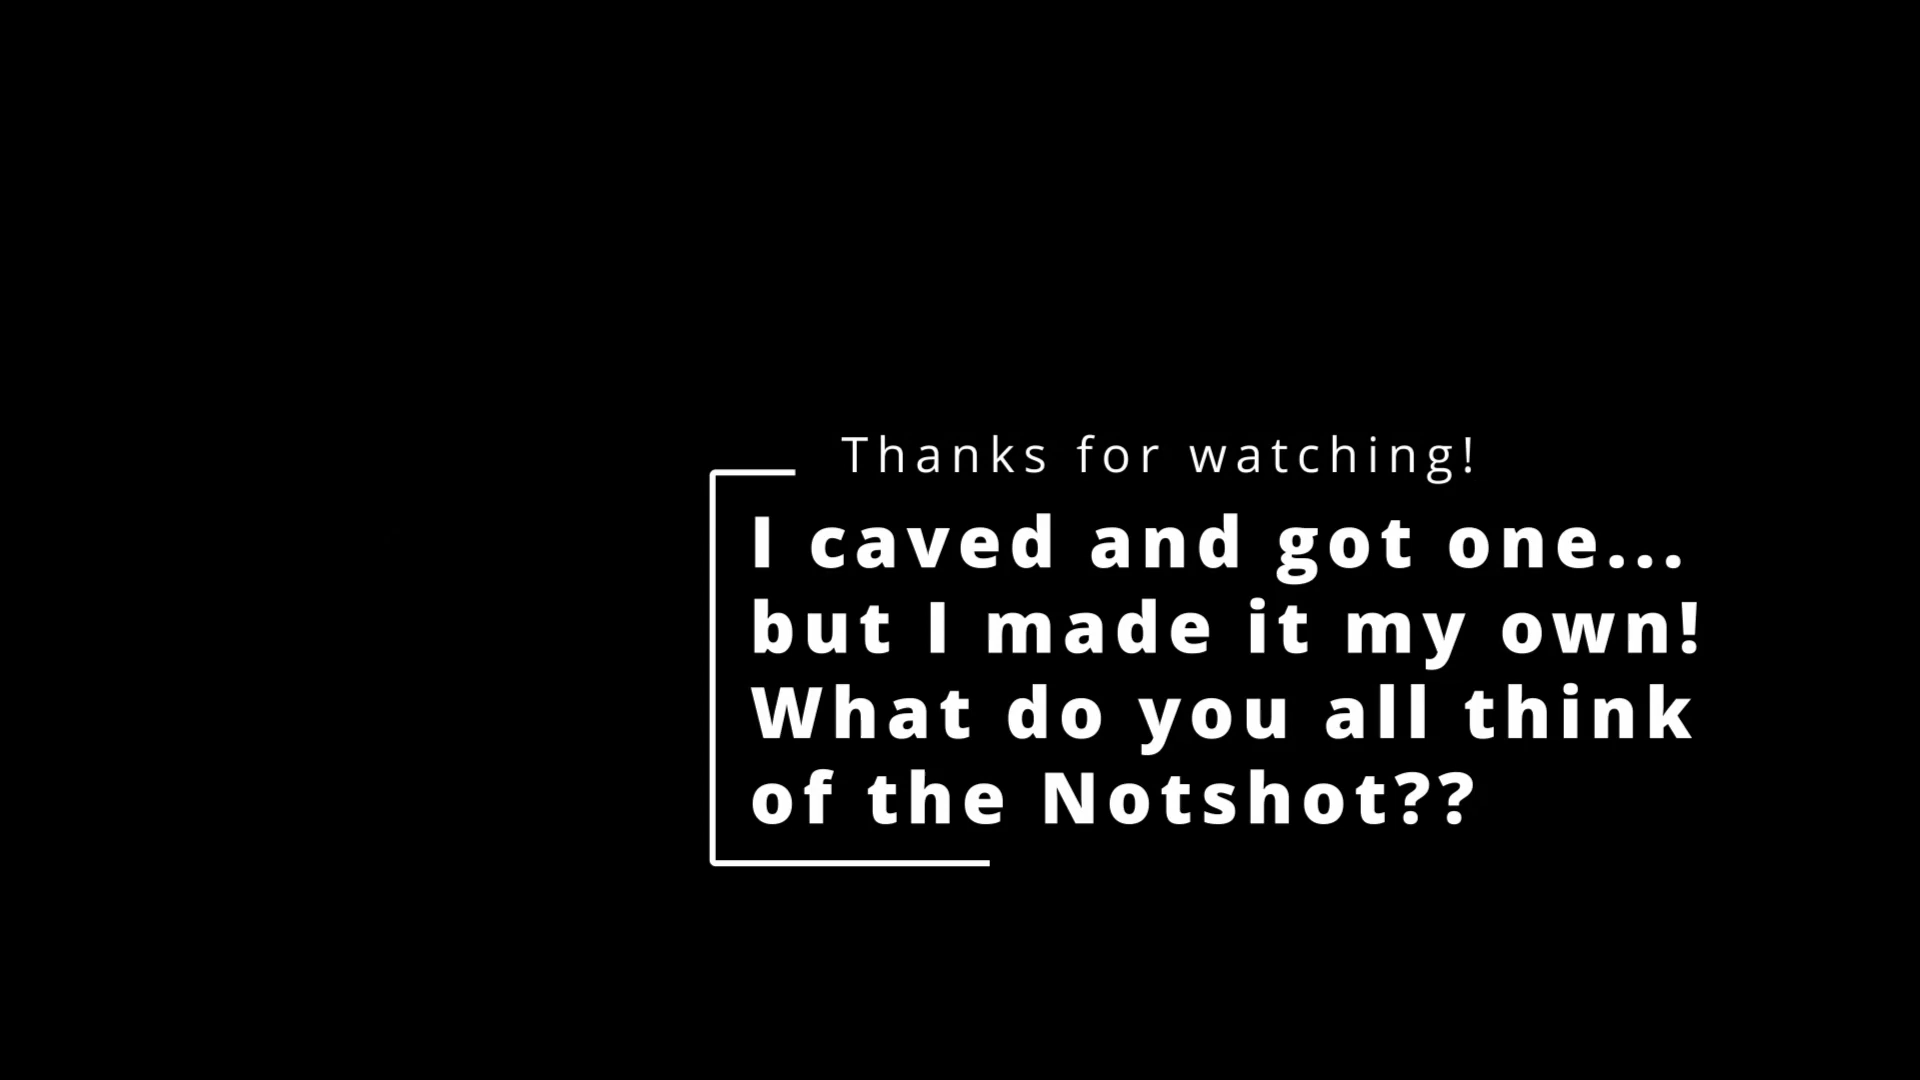 Thanks for watching!
I caved and got one...
but I made it my own!
What do you all think
of the Notshot??